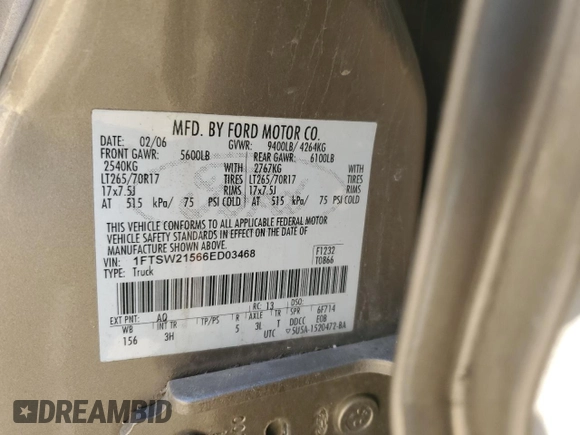 MFD. BY FORD MOTOR CO.
DATE: 02/06 GVWR: 9400LB/ 4264KG
FRONT GAWR: 5600LB REAR GAWR: 6100LB
2540KG WITH 2767KG WITH
LT265/70R17 TIRES LT265/70R17 TIRES
17x7.5J RIMS 17x7.5J RIMS
AT 515 kPa/ 75 PSI COLD AT 515 kPa/ 75 PSI COLD
THIS VEHICLE CONFORMS TO ALL APPLICABLE FEDERAL MOTOR
VEHICLE SAFETY STANDARDS IN EFFECT ON THE DATE OF
MANUFACTURE SHOWN ABOVE.
VIN: 1FTSW21566ED03468 F1232
TYPE: Truck T0866
EXT PNT: AQ RC: 13 DSO:
WB INT TR TP/PS R AXLE TR SPR 6F714
156 3H 5 3L T DDCC E0B
UTC 5U5A-1520472-BA
DREAMBID